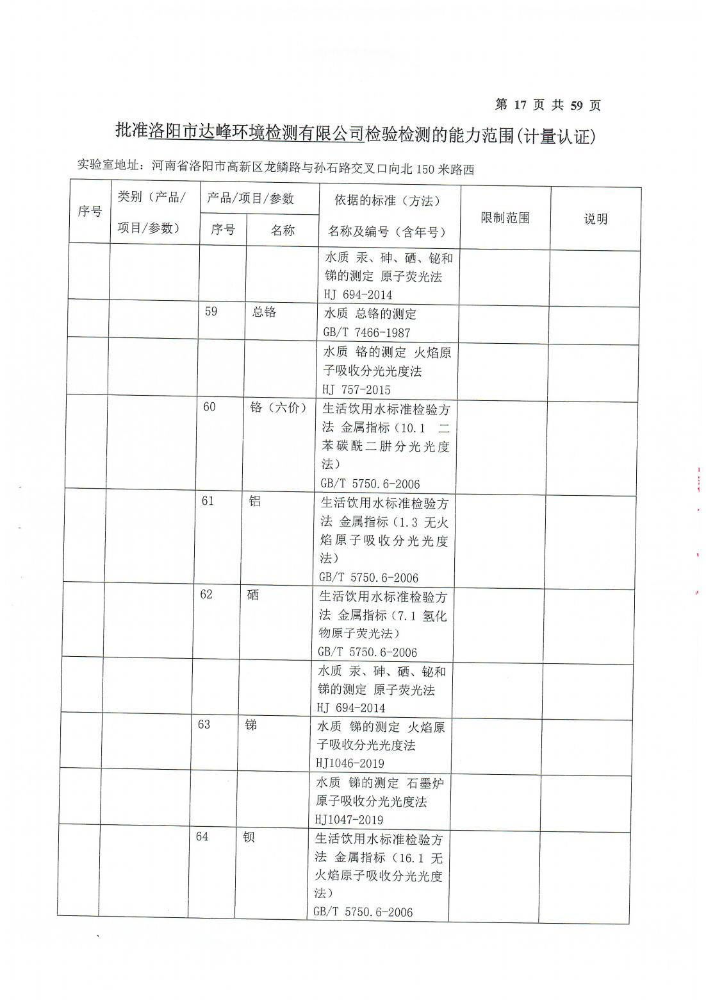 第 17 页 共 59 页
批准洛阳市达峰环境检测有限公司检验检测的能力范围(计量认证)
实验室地址：河南省洛阳市高新区龙鳞路与孙石路交叉口向北 150 米路西
序号
类别（产品/
项目/参数）
产品/项目/参数
序号
名称
依据的标准（方法）
名称及编号（含年号）
限制范围
说明
水质 汞、砷、硒、铋和
锑的测定 原子荧光法
HJ 694-2014
59
总铬
水质 总铬的测定
GB/T 7466-1987
水质 铬的测定 火焰原
子吸收分光光度法
HJ 757-2015
60
铬（六价）
生活饮用水标准检验方
法 金属指标（10.1 二
苯碳酰二肼分光光度
法）
GB/T 5750.6-2006
61
铝
生活饮用水标准检验方
法 金属指标（1.3 无火
焰原子吸收分光光度
法）
GB/T 5750.6-2006
62
硒
生活饮用水标准检验方
法 金属指标（7.1 氢化
物原子荧光法）
GB/T 5750.6-2006
水质 汞、砷、硒、铋和
锑的测定 原子荧光法
HJ 694-2014
63
锑
水质 锑的测定 火焰原
子吸收分光光度法
HJ1046-2019
水质 锑的测定 石墨炉
原子吸收分光光度法
HJ1047-2019
64
钡
生活饮用水标准检验方
法 金属指标（16.1 无
火焰原子吸收分光光度
法）
GB/T 5750.6-2006